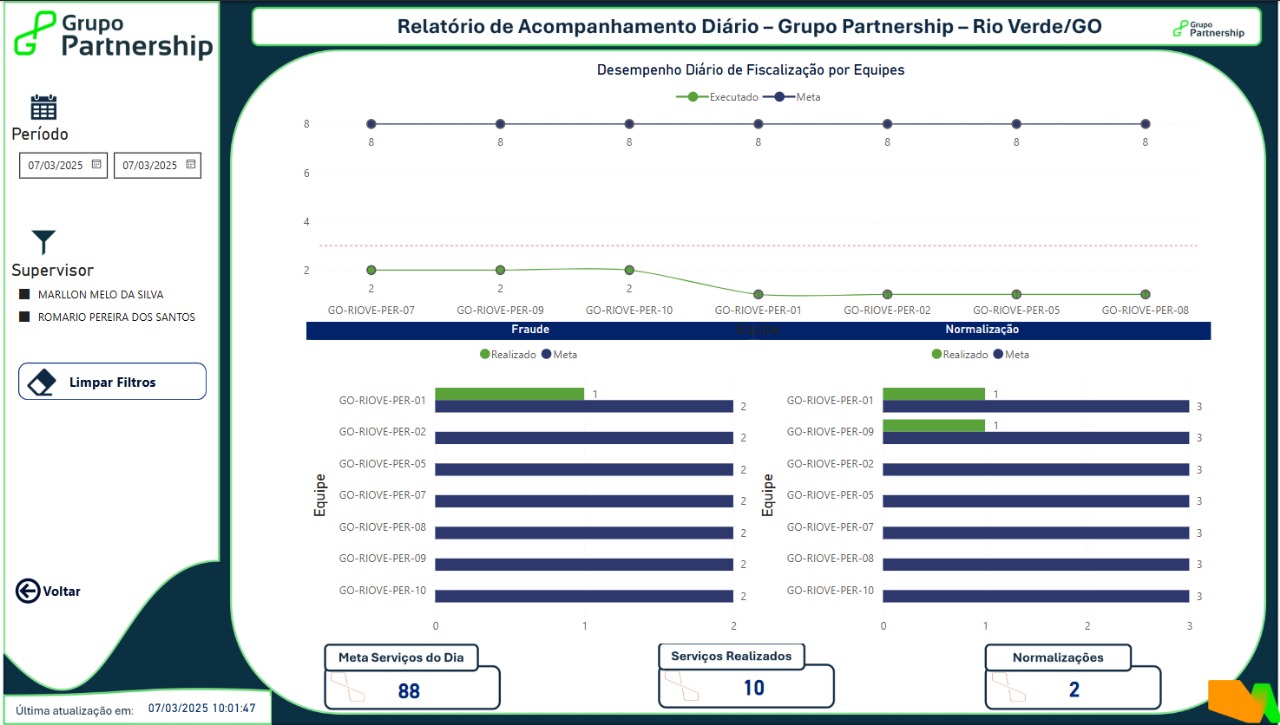 Grupo
Partnership
Relatório de Acompanhamento Diário – Grupo Partnership – Rio Verde/GO
Grupo
Partnership
Desempenho Diário de Fiscalização por Equipes
Executado Meta
Período
07/03/2025 07/03/2025
Supervisor
MARLLON MELO DA SILVA
ROMARIO PEREIRA DOS SANTOS
Limpar Filtros
Voltar
Última atualização em: 07/03/2025 10:01:47
8
6
4
2
8 8 8 8 8 8 8
2 2 2
GO-RIOVE-PER-07 GO-RIOVE-PER-09 GO-RIOVE-PER-10 GO-RIOVE-PER-01 GO-RIOVE-PER-02 GO-RIOVE-PER-05 GO-RIOVE-PER-08
Equipe
Fraude
Realizado Meta
Equipe
GO-RIOVE-PER-01 1 2
GO-RIOVE-PER-02 2
GO-RIOVE-PER-05 2
GO-RIOVE-PER-07 2
GO-RIOVE-PER-08 2
GO-RIOVE-PER-09 2
GO-RIOVE-PER-10 2
0 1 2
Normalização
Realizado Meta
Equipe
GO-RIOVE-PER-01 1 3
GO-RIOVE-PER-09 1 3
GO-RIOVE-PER-02 3
GO-RIOVE-PER-05 3
GO-RIOVE-PER-07 3
GO-RIOVE-PER-08 3
GO-RIOVE-PER-10 3
0 1 2 3
Meta Serviços do Dia
88
Serviços Realizados
10
Normalizações
2